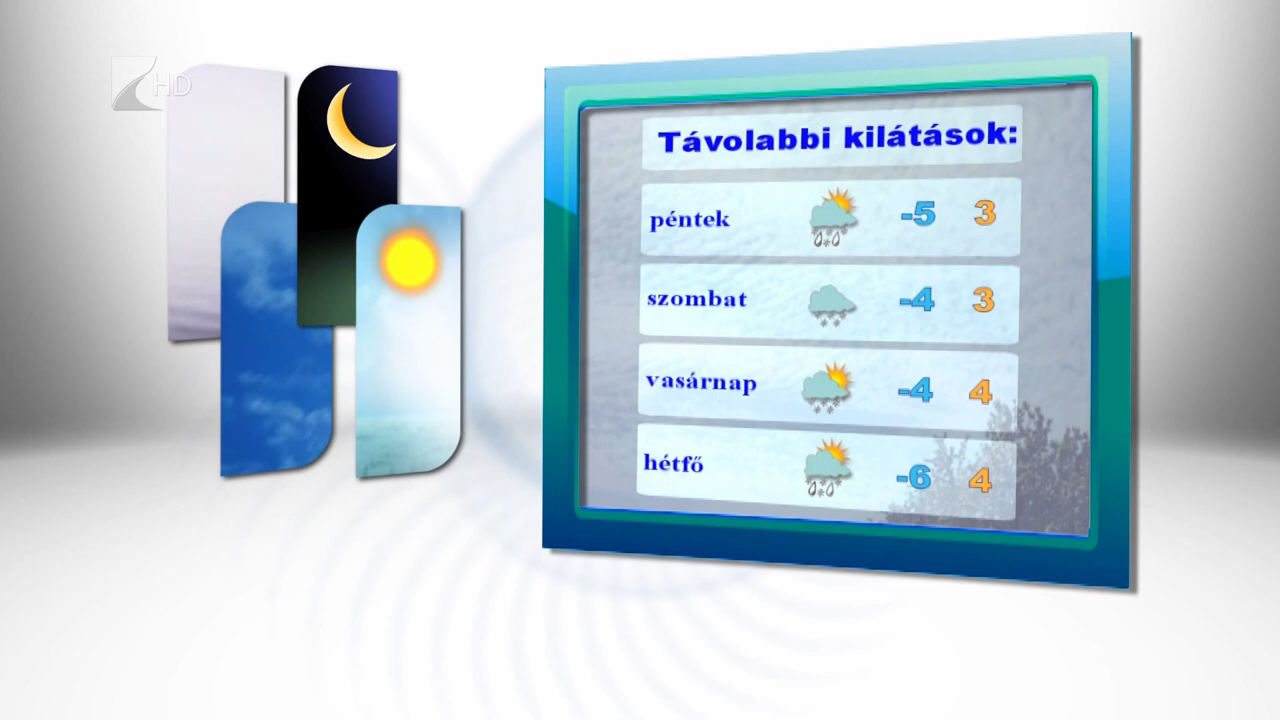 HD
Távolabbi kilátások:
péntek -5 3
szombat -4 3
vasárnap -4 4
hétfő -6 4